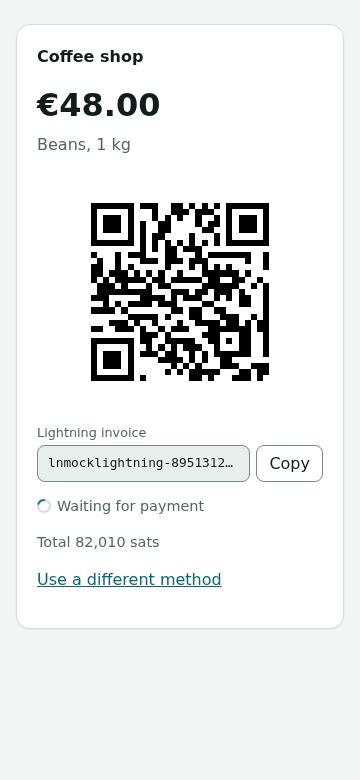 Coffee shop
€48.00
Beans, 1 kg
Lightning invoice
lnmocklightning-8951312…
Copy
Waiting for payment
Total 82,010 sats
Use a different method